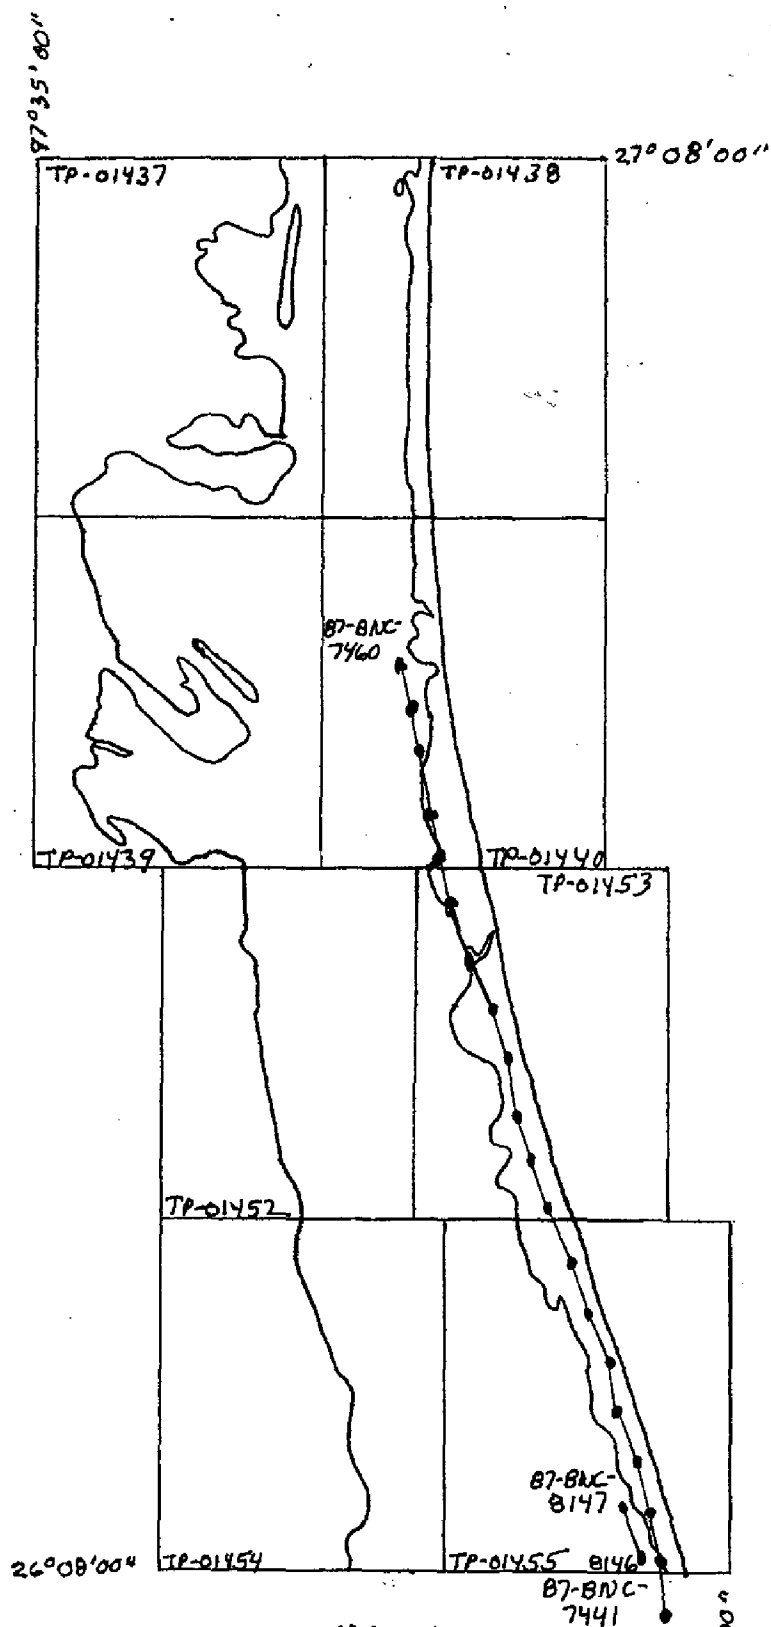 97°35'00"
27°08'00"
TP-01437
TP-01438
87-BNC-
7460
TP-01439
TP-01440
TP-01453
TP-01452
87-BNC-
8147
26°08'00"
TP-01454
TP-01455
8146
87-BNC-
7441